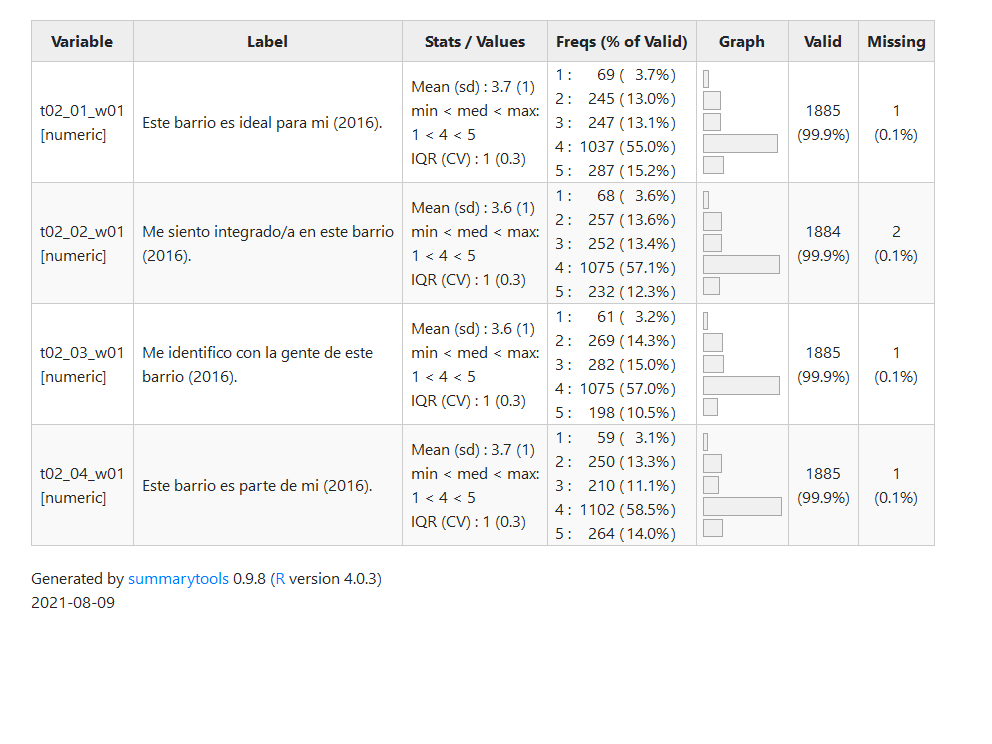 Variable Label Stats / Values Freqs (% of Valid) Graph Valid Missing
t02_01_w01
[numeric]
Este barrio es ideal para mi (2016).
Mean (sd) : 3.7 (1)
min < med < max:
1 < 4 < 5
IQR (CV) : 1 (0.3)
1 : 69 ( 3.7%)
2 : 245 (13.0%)
3 : 247 (13.1%)
4 : 1037 (55.0%)
5 : 287 (15.2%)
1885
(99.9%)
1
(0.1%)
t02_02_w01
[numeric]
Me siento integrado/a en este barrio
(2016).
Mean (sd) : 3.6 (1)
min < med < max:
1 < 4 < 5
IQR (CV) : 1 (0.3)
1 : 68 ( 3.6%)
2 : 257 (13.6%)
3 : 252 (13.4%)
4 : 1075 (57.1%)
5 : 232 (12.3%)
1884
(99.9%)
2
(0.1%)
t02_03_w01
[numeric]
Me identifico con la gente de este
barrio (2016).
Mean (sd) : 3.6 (1)
min < med < max:
1 < 4 < 5
IQR (CV) : 1 (0.3)
1 : 61 ( 3.2%)
2 : 269 (14.3%)
3 : 282 (15.0%)
4 : 1075 (57.0%)
5 : 198 (10.5%)
1885
(99.9%)
1
(0.1%)
t02_04_w01
[numeric]
Este barrio es parte de mi (2016).
Mean (sd) : 3.7 (1)
min < med < max:
1 < 4 < 5
IQR (CV) : 1 (0.3)
1 : 59 ( 3.1%)
2 : 250 (13.3%)
3 : 210 (11.1%)
4 : 1102 (58.5%)
5 : 264 (14.0%)
1885
(99.9%)
1
(0.1%)
Generated by summarytools 0.9.8 (R version 4.0.3)
2021-08-09